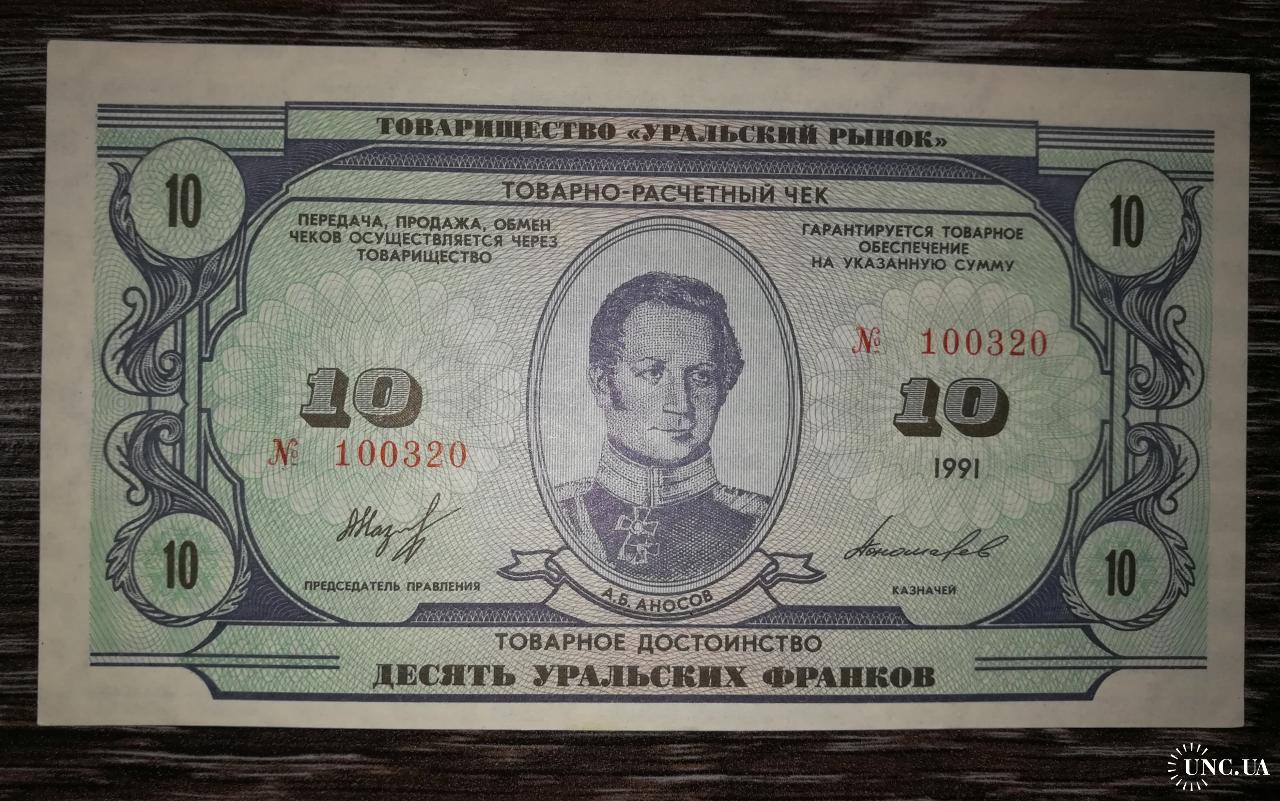 ТОВАРИЩЕСТВО «УРАЛЬСКИЙ РЫНОК»
ТОВАРНО-РАСЧЕТНЫЙ ЧЕК
10
10
ПЕРЕДАЧА, ПРОДАЖА, ОБМЕН
ЧЕКОВ ОСУЩЕСТВЛЯЕТСЯ ЧЕРЕЗ
ТОВАРИЩЕСТВО
ГАРАНТИРУЕТСЯ ТОВАРНОЕ
ОБЕСПЕЧЕНИЕ
НА УКАЗАННУЮ СУММУ
№ 100320
10
10
№ 100320
1991
ПРЕДСЕДАТЕЛЬ ПРАВЛЕНИЯ
КАЗНАЧЕЙ
10
10
А.Б. АНОСОВ
ТОВАРНОЕ ДОСТОИНСТВО
ДЕСЯТЬ УРАЛЬСКИХ ФРАНКОВ
UNC.UA